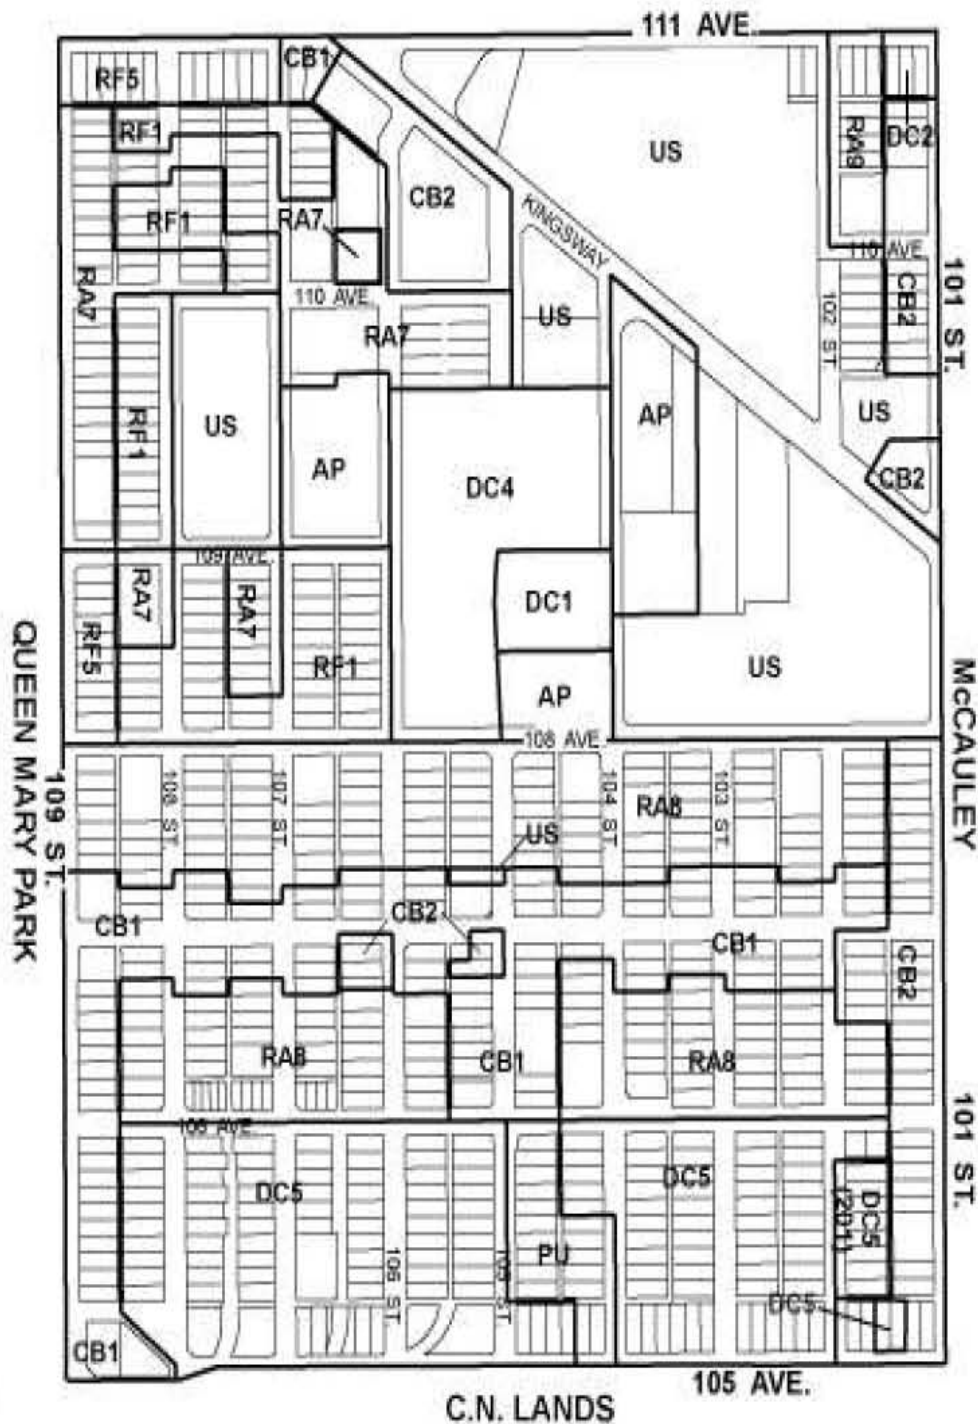 111 AVE.
CB1
RF5
RF1
US
RA9
DC2
CB2
KINGSWAY
RF1
RA7
110 AVE.
101 ST.
RA7
110 AVE.
CB2
102 ST.
US
RA7
US
RF1
US
AP
AP
CB2
DC4
109 AVE.
RA7
RA7
DC1
RF5
RF1
US
AP
QUEEN MARY PARK
McCAULEY
108 AVE.
109 ST.
108 ST.
107 ST.
104 ST.
103 ST.
RA8
US
CB2
CB1
CB1
CB2
RA8
CB1
RA8
106 AVE.
101 ST.
DC5
DC5
DC5
(201)
PU
106 ST.
105 ST.
DC5
CB1
105 AVE.
C.N. LANDS